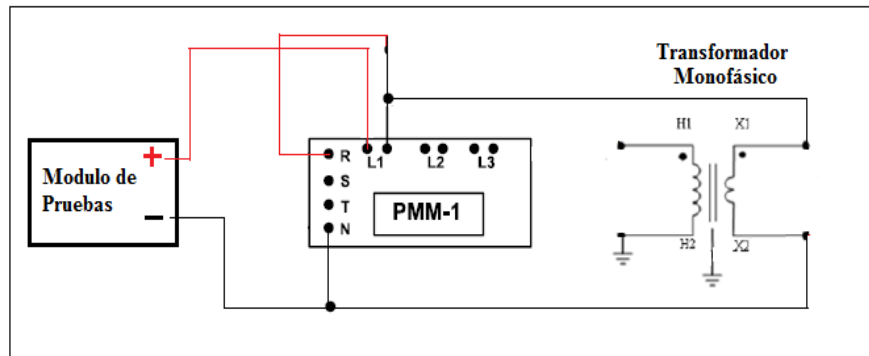 Transformador
Monofásico
Modulo de
Pruebas
+
−
R
S
T
N
L1
L2
L3
PMM-1
H1
X1
H2
X2